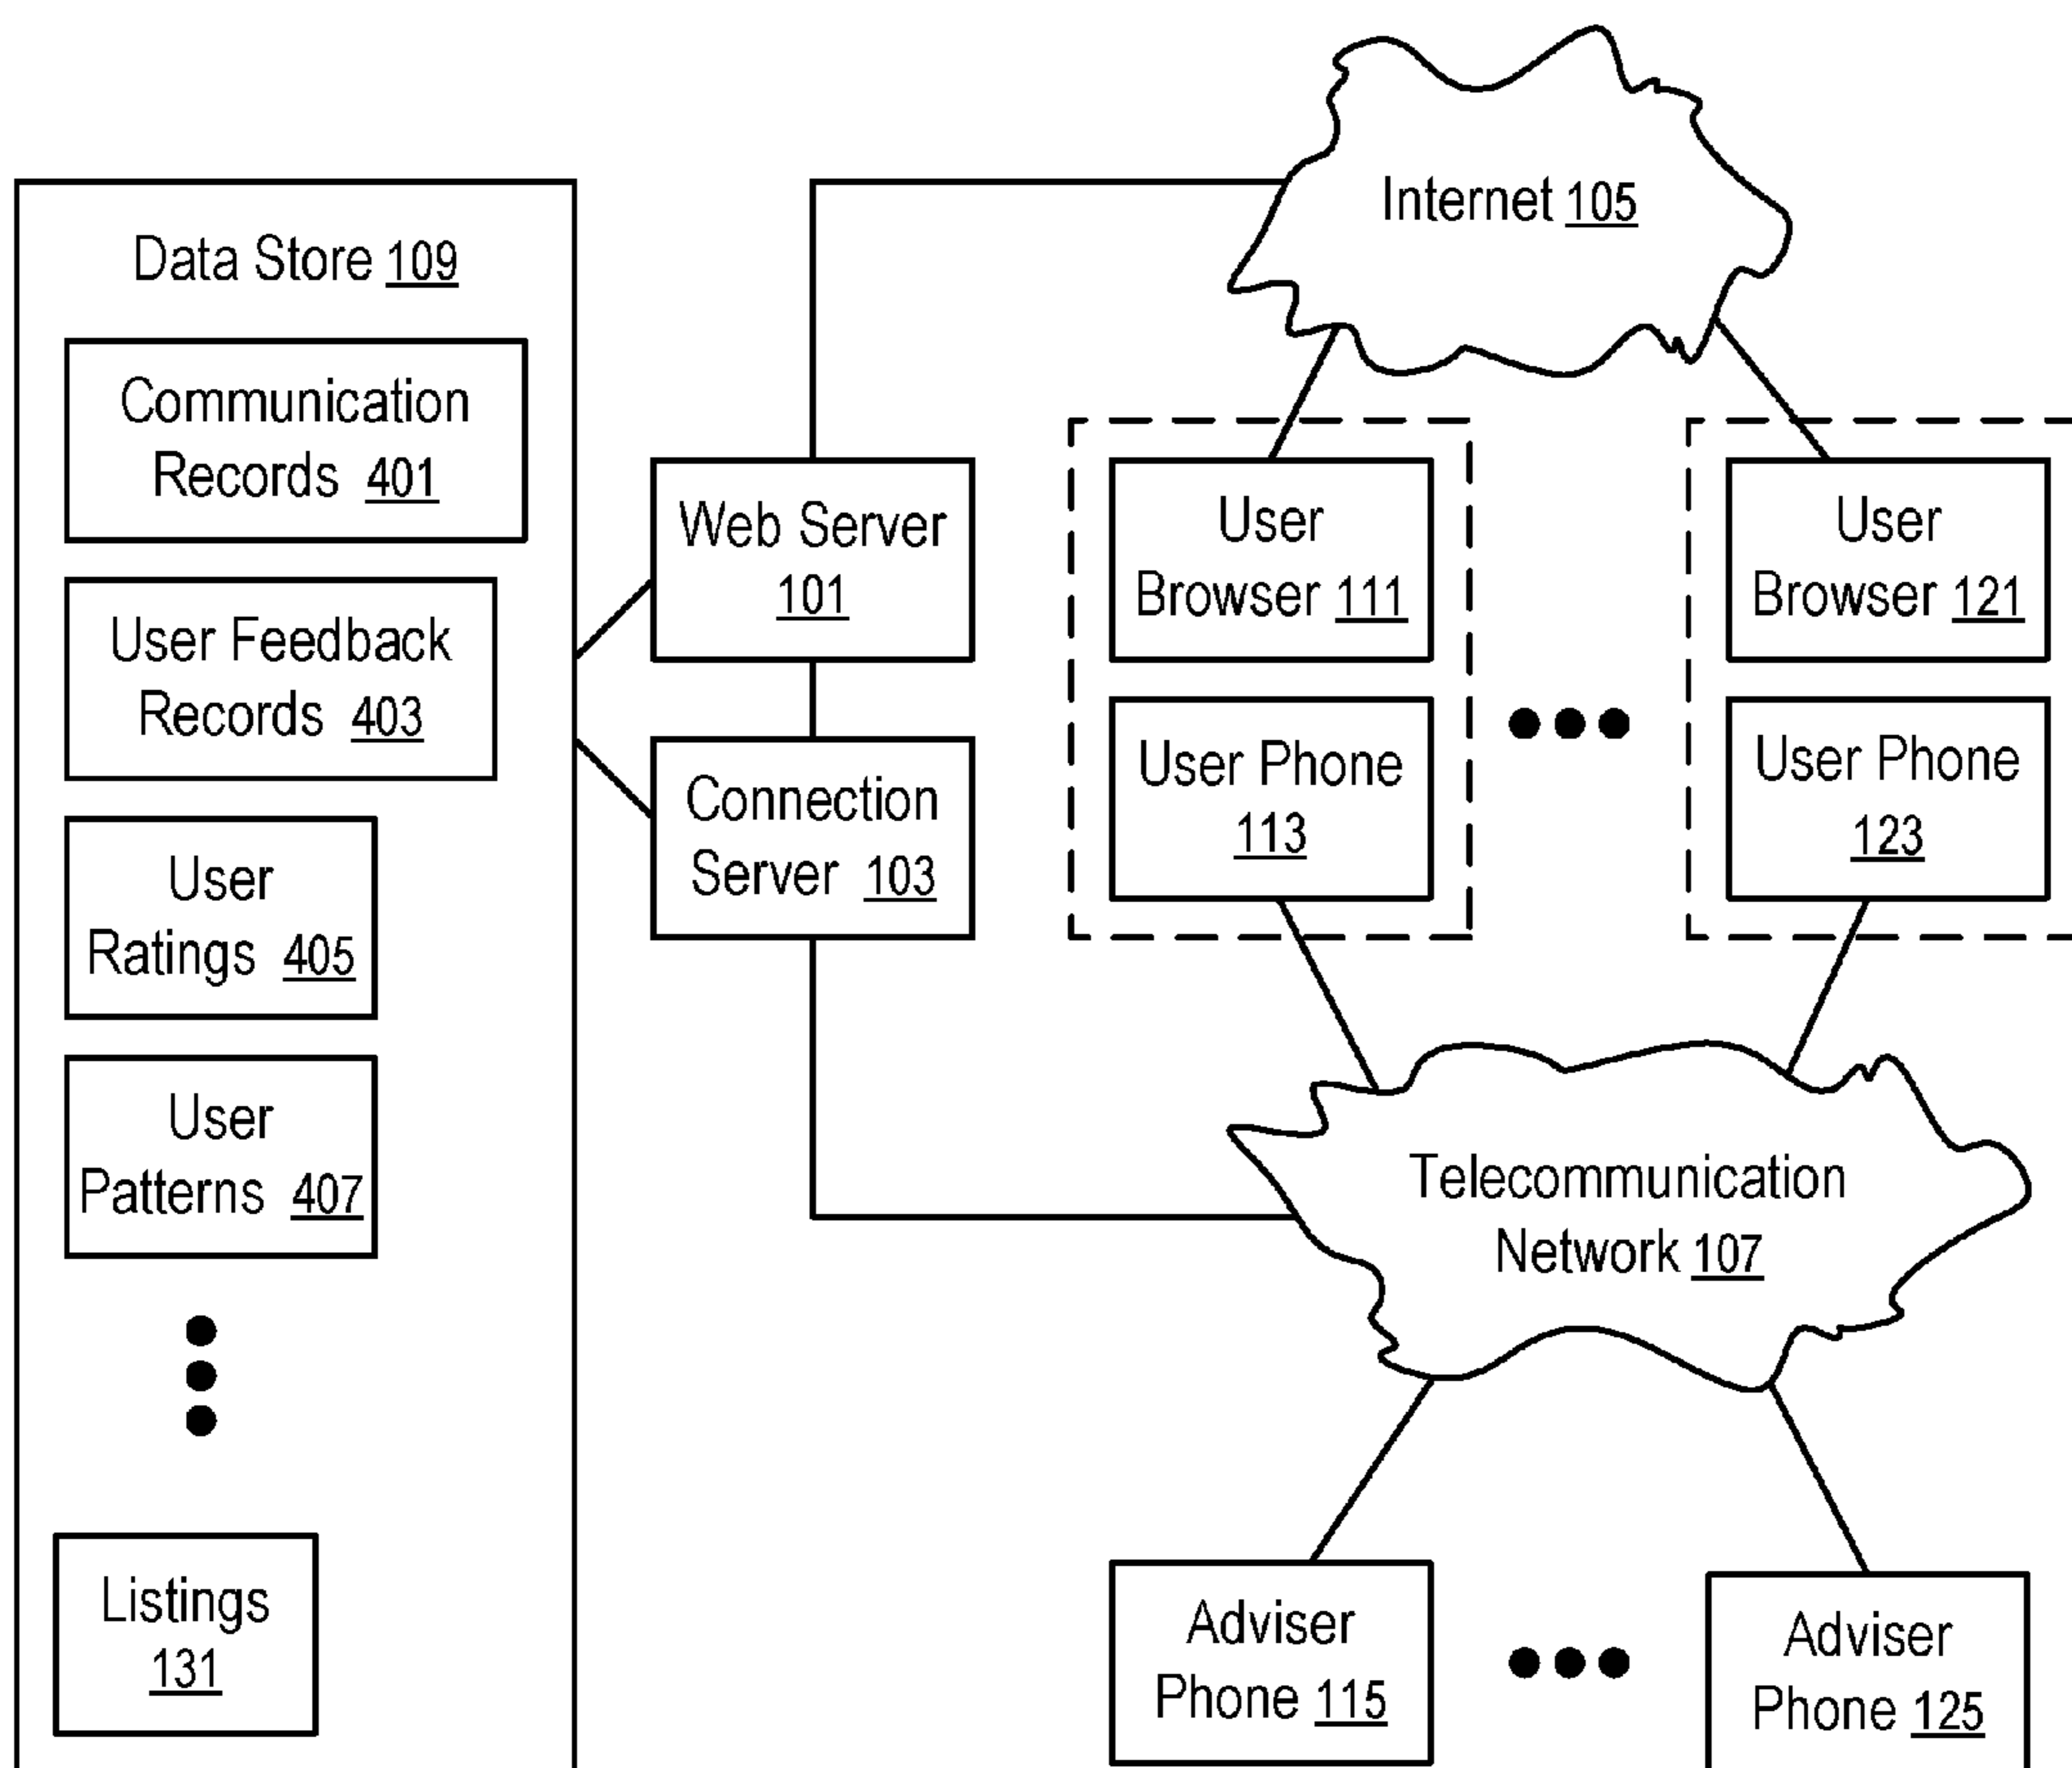 Data Store 109
Communication
Records 401
User Feedback
Records 403
User
Ratings 405
User
Patterns 407
Listings
131
Web Server
101
Connection
Server 103
Internet 105
User
Browser 111
User Phone
113
User
Browser 121
User Phone
123
Telecommunication
Network 107
Adviser
Phone 115
Adviser
Phone 125